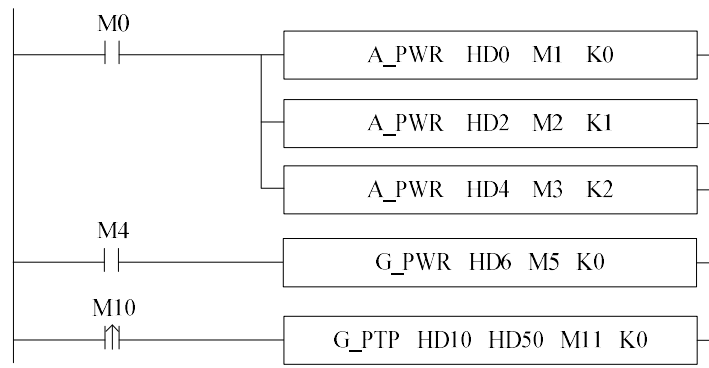 M0
A_PWR HD0 M1 K0
A_PWR HD2 M2 K1
A_PWR HD4 M3 K2
M4
G_PWR HD6 M5 K0
M10
G_PTP HD10 HD50 M11 K0